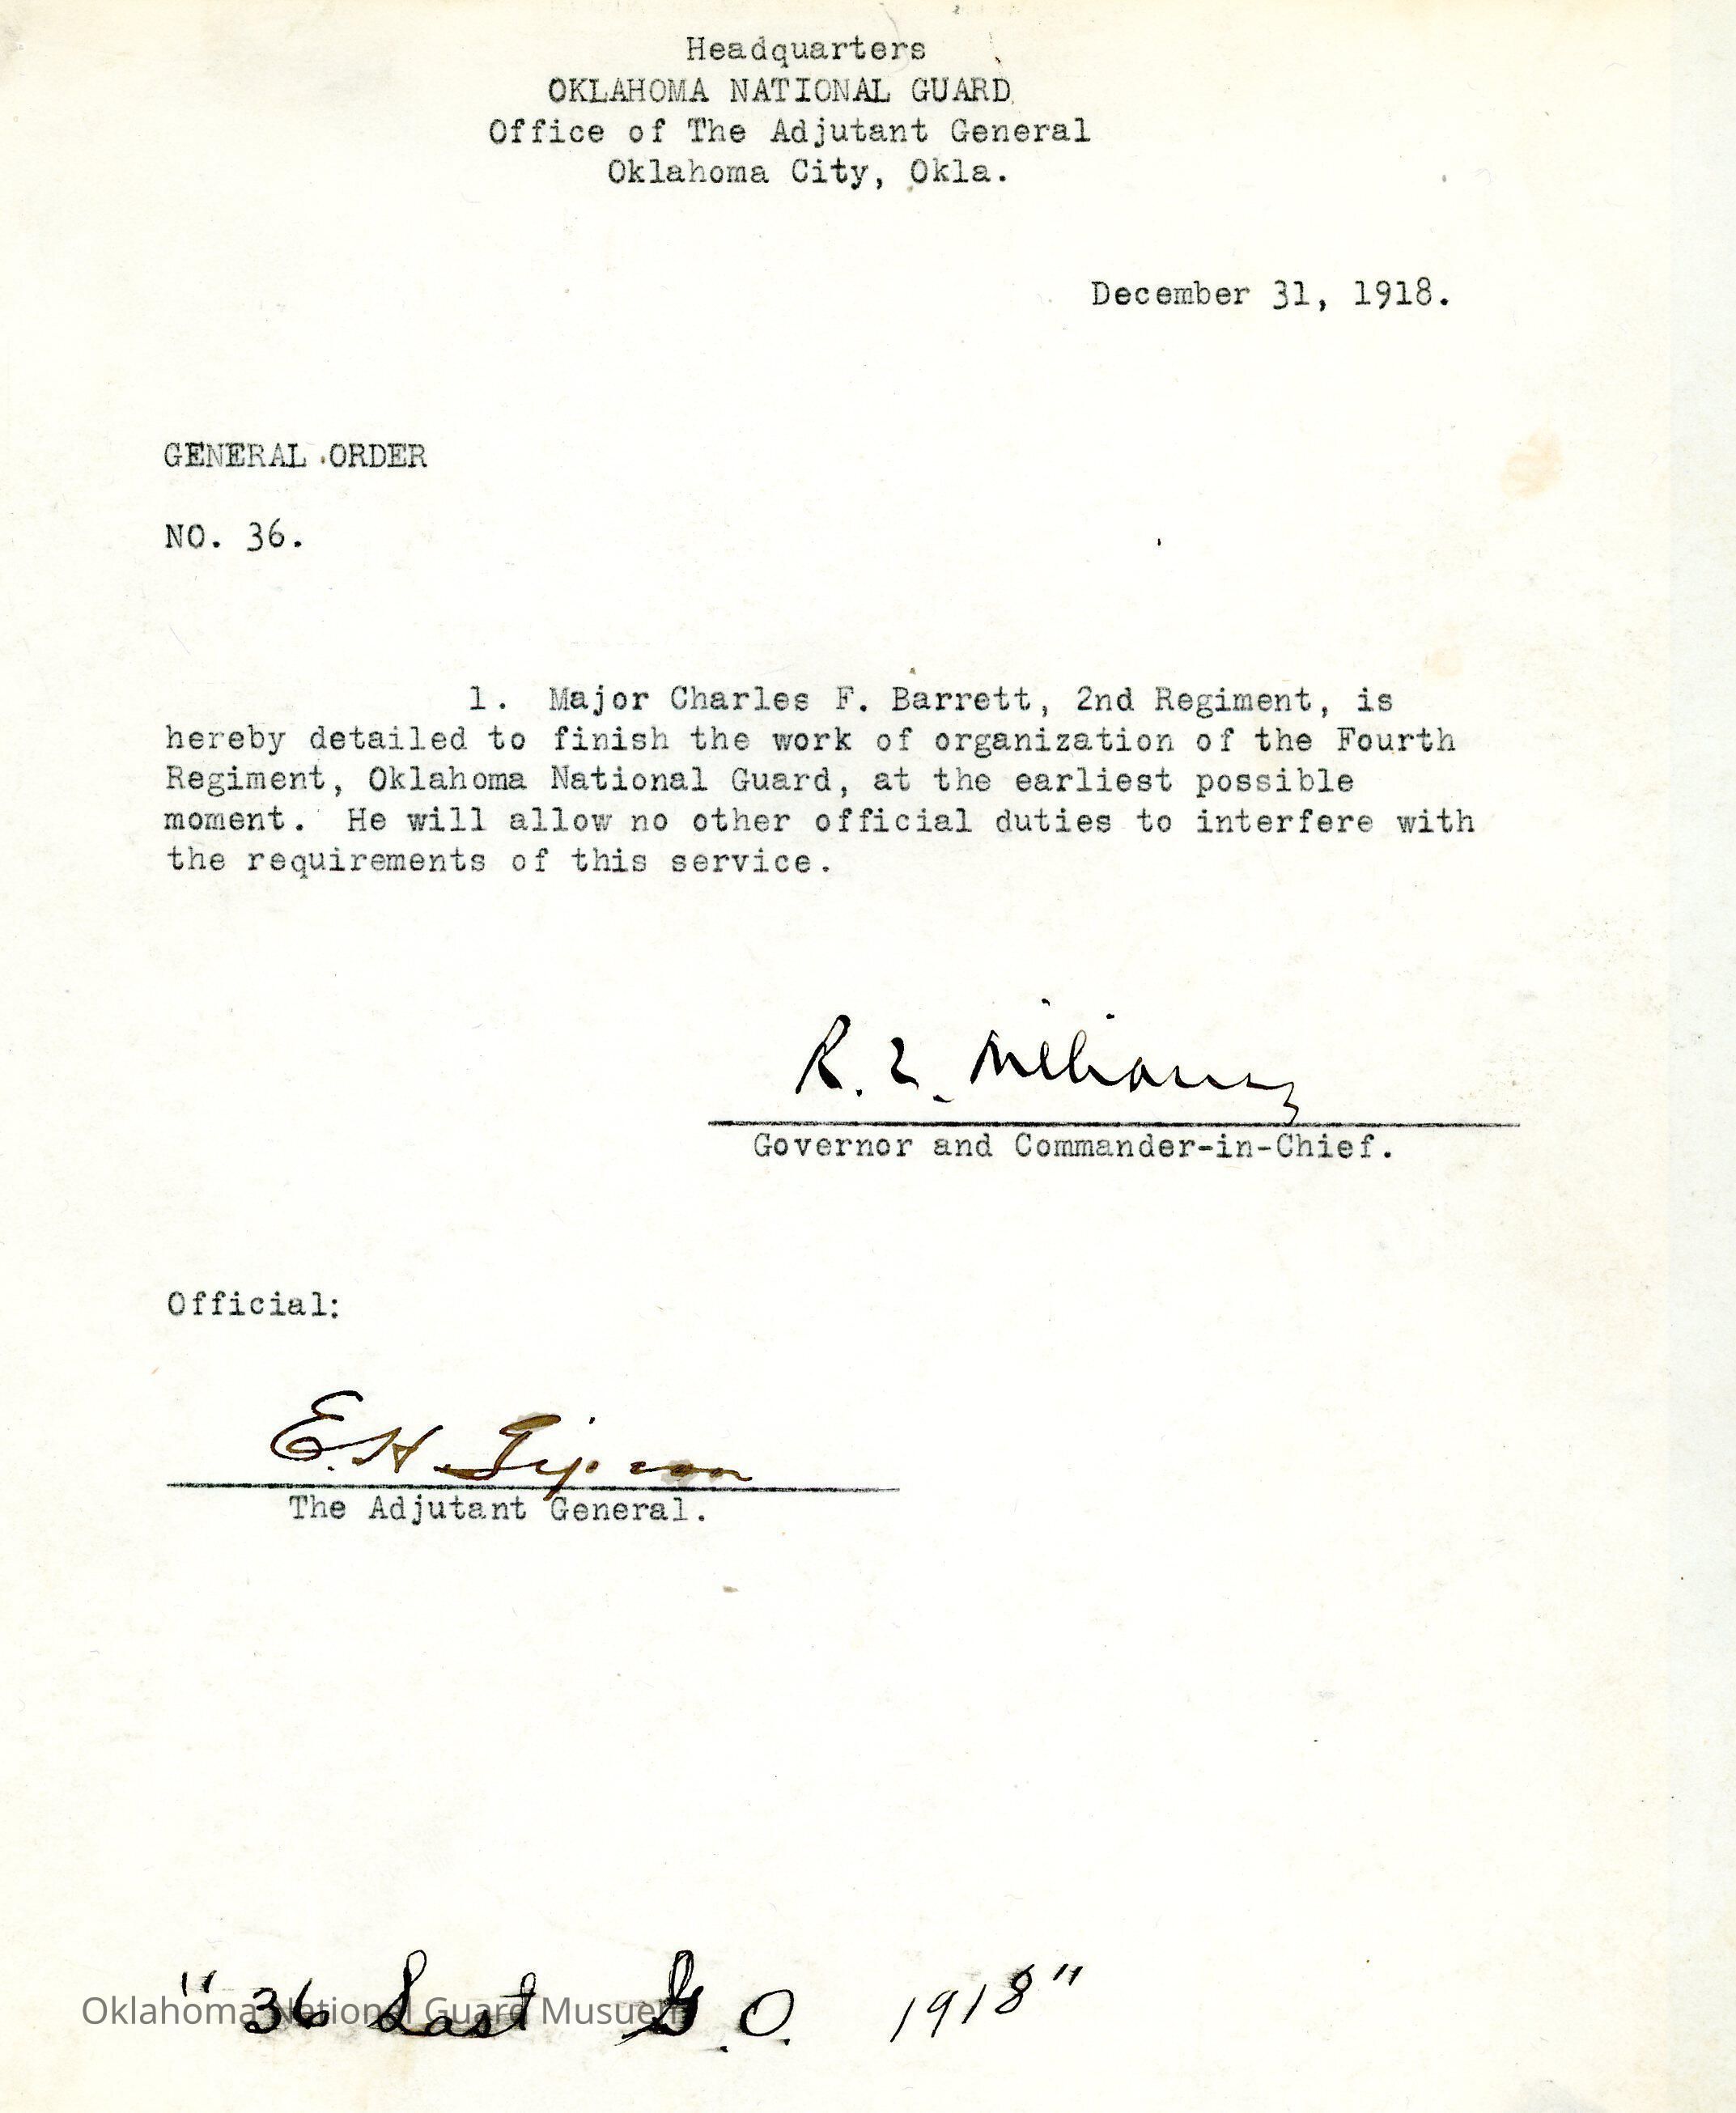 Headquarters
OKLAHOMA NATIONAL GUARD
Office of The Adjutant General
Oklahoma City, Okla.
December 31, 1918.
GENERAL ORDER
NO. 36.
1. Major Charles F. Barrett, 2nd Regiment, is
hereby detailed to finish the work of organization of the Fourth
Regiment, Oklahoma National Guard, at the earliest possible
moment. He will allow no other official duties to interfere with
the requirements of this service.
R. L. Williams
Governor and Commander-in-Chief.
Official:
E. H. Gipson
The Adjutant General.
"36 Last G.O. 1918"
Oklahoma National Guard Musuem